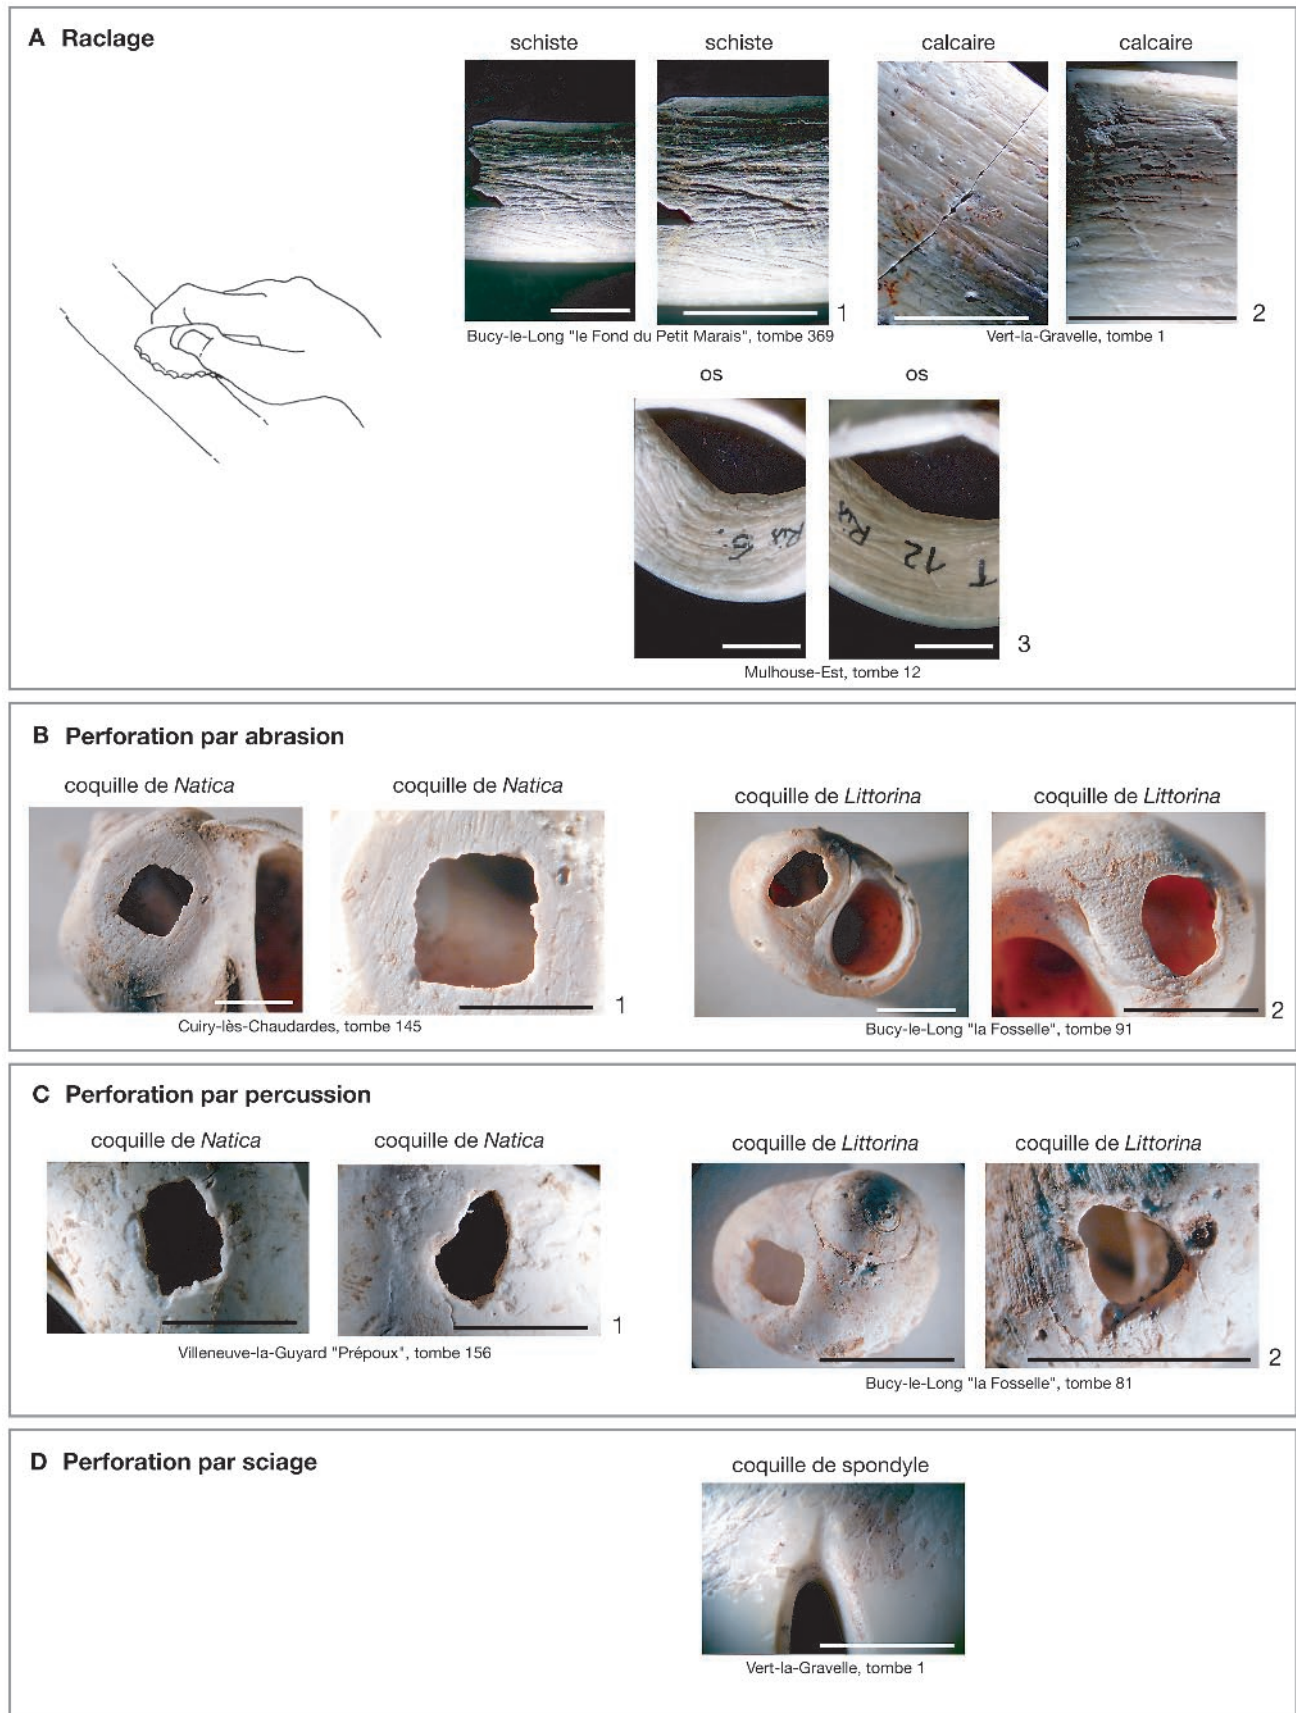 A Raclage
schiste schiste calcaire calcaire
1
2
Bucy-le-Long "le Fond du Petit Marais", tombe 369
Vert-la-Gravelle, tombe 1
os os
G. Ris
Ris 12 T
3
Mulhouse-Est, tombe 12
B Perforation par abrasion
coquille de Natica coquille de Natica
coquille de Littorina coquille de Littorina
1
2
Cuiry-lès-Chaudardes, tombe 145
Bucy-le-Long "la Fosselle", tombe 91
C Perforation par percussion
coquille de Natica coquille de Natica
coquille de Littorina coquille de Littorina
1
2
Villeneuve-la-Guyard "Prépoux", tombe 156
Bucy-le-Long "la Fosselle", tombe 81
D Perforation par sciage
coquille de spondyle
Vert-la-Gravelle, tombe 1